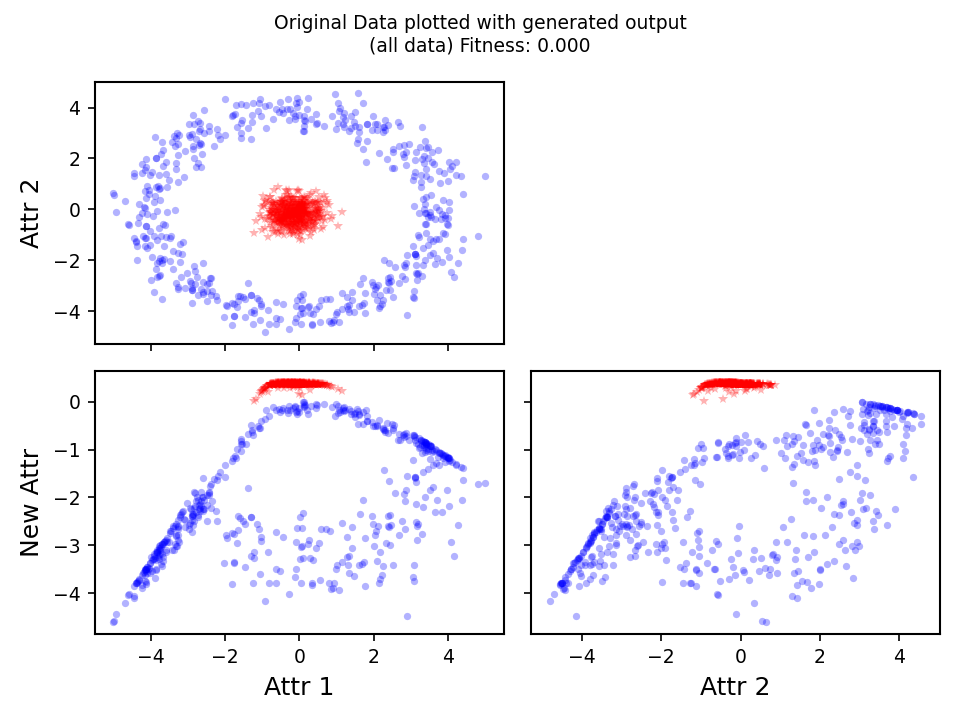 Original Data plotted with generated output
(all data) Fitness: 0.000
4
2
0
−2
−4
Attr 2
0
−1
−2
−3
−4
New Attr
−4 −2 0 2 4
Attr 1
−4 −2 0 2 4
Attr 2